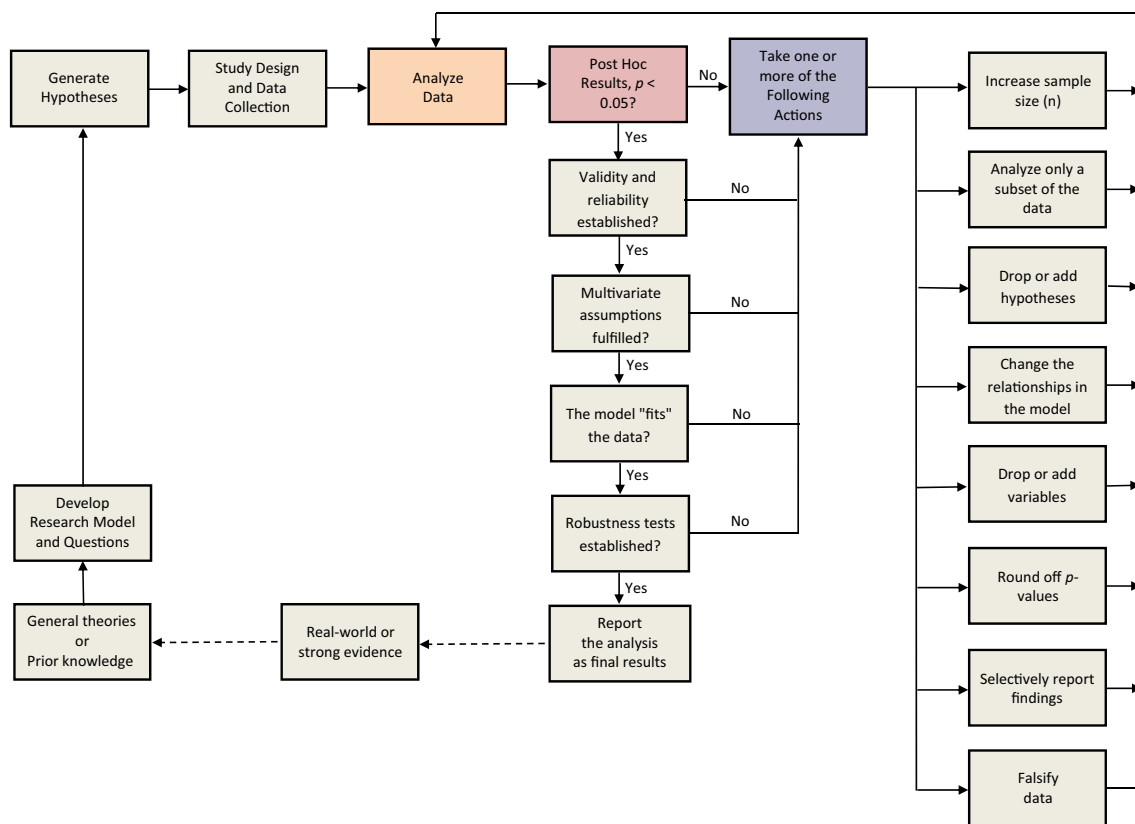 Generate
Hypotheses
Study Design
and Data
Collection
Analyze
Data
Post Hoc
Results, p <
0.05?
No
Take one or
more of the
Following
Actions
Increase sample
size (n)
Yes
Validity and
reliability
established?
No
Analyze only a
subset of the
data
Yes
Multivariate
assumptions
fulfilled?
No
Drop or add
hypotheses
Yes
The model "fits"
the data?
No
Change the
relationships in
the model
Yes
Robustness tests
established?
No
Drop or add
variables
Develop
Research Model
and Questions
Yes
Round off p-
values
General theories
or
Prior knowledge
Real-world or
strong evidence
Report
the analysis
as final results
Selectively report
findings
Falsify
data